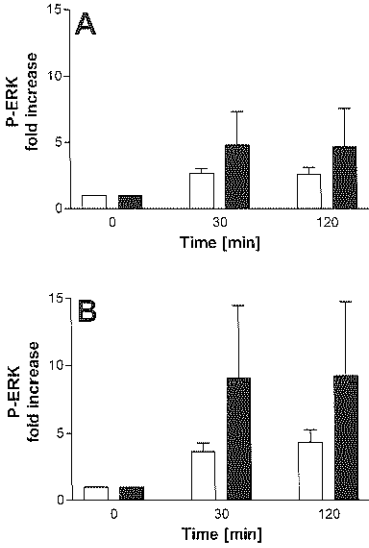 A
15
10
5
0
P-ERK
fold increase
0 30 120
Time [min]
B
15
10
5
0
P-ERK
fold increase
0 30 120
Time [min]